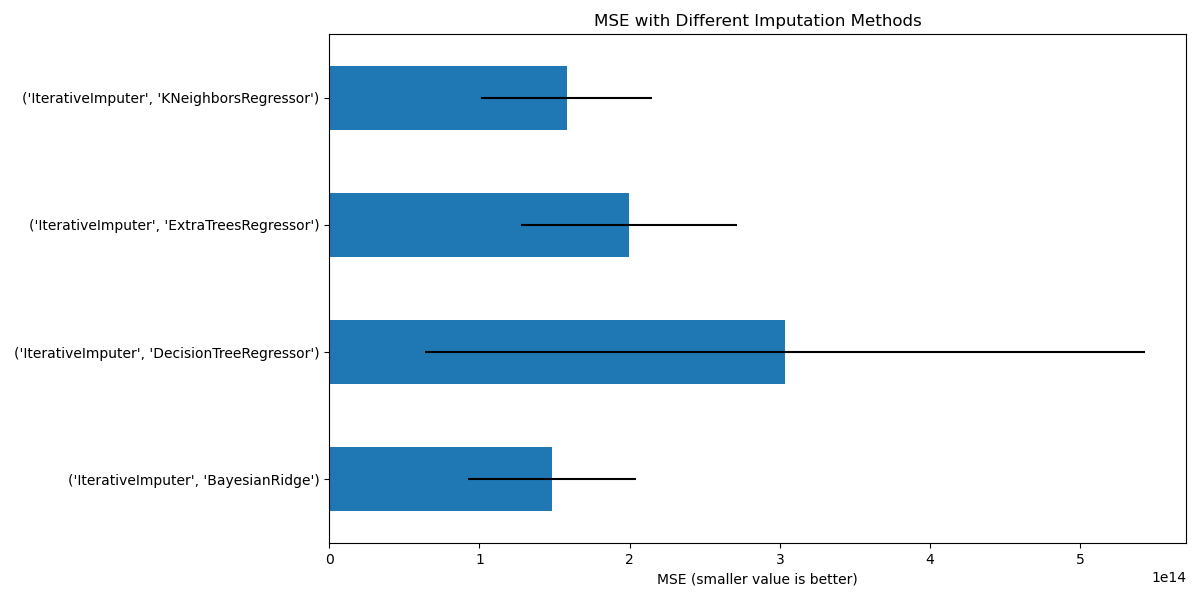 MSE with Different Imputation Methods
('IterativeImputer', 'KNeighborsRegressor')
('IterativeImputer', 'ExtraTreesRegressor')
('IterativeImputer', 'DecisionTreeRegressor')
('IterativeImputer', 'BayesianRidge')
0 1 2 3 4 5
1e14
MSE (smaller value is better)